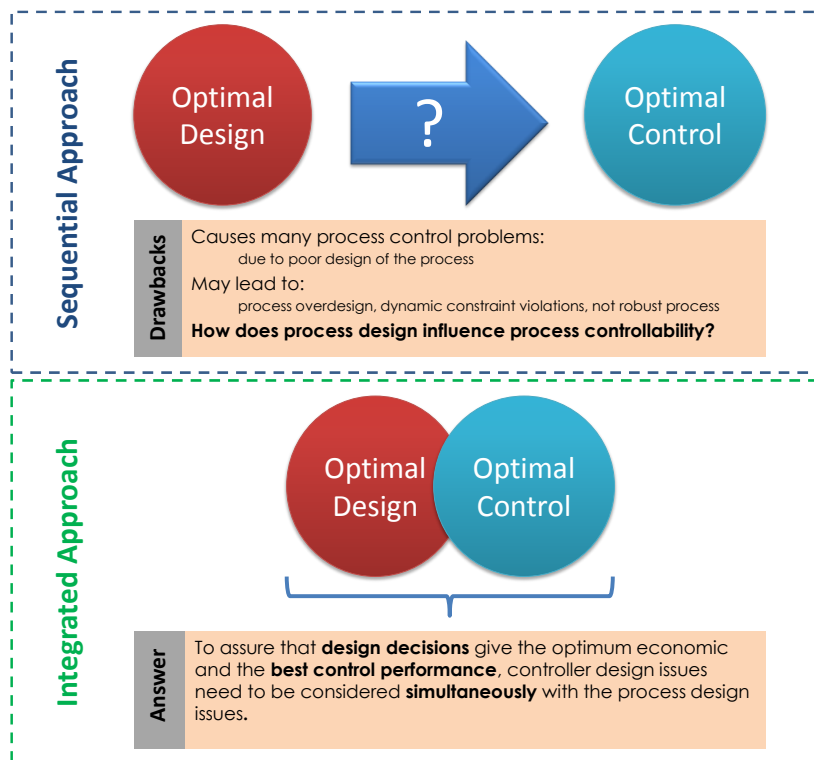 Sequential Approach
Optimal
Design
?
Optimal
Control
Drawbacks
Causes many process control problems:
due to poor design of the process
May lead to:
process overdesign, dynamic constraint violations, not robust process
How does process design influence process controllability?
Integrated Approach
Optimal
Design
Optimal
Control
Answer
To assure that design decisions give the optimum economic
and the best control performance, controller design issues
need to be considered simultaneously with the process design
issues.